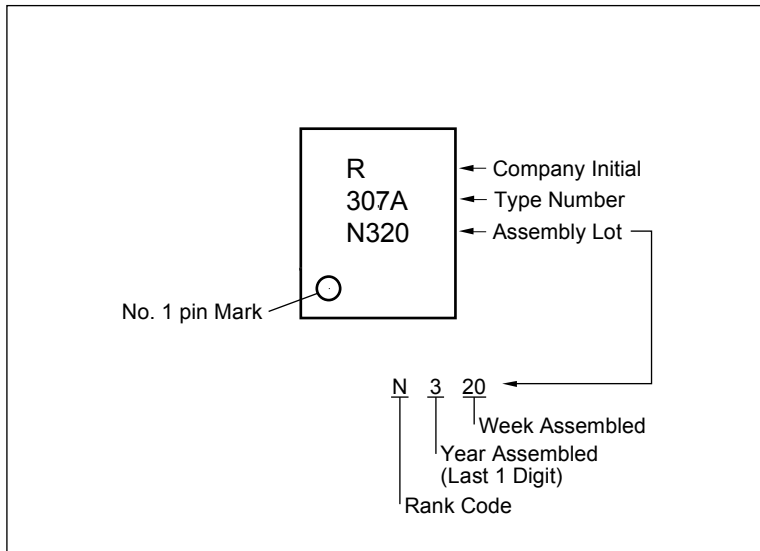 R
307A
N320
Company Initial
Type Number
Assembly Lot
No. 1 pin Mark
N 3 20
Week Assembled
Year Assembled
(Last 1 Digit)
Rank Code